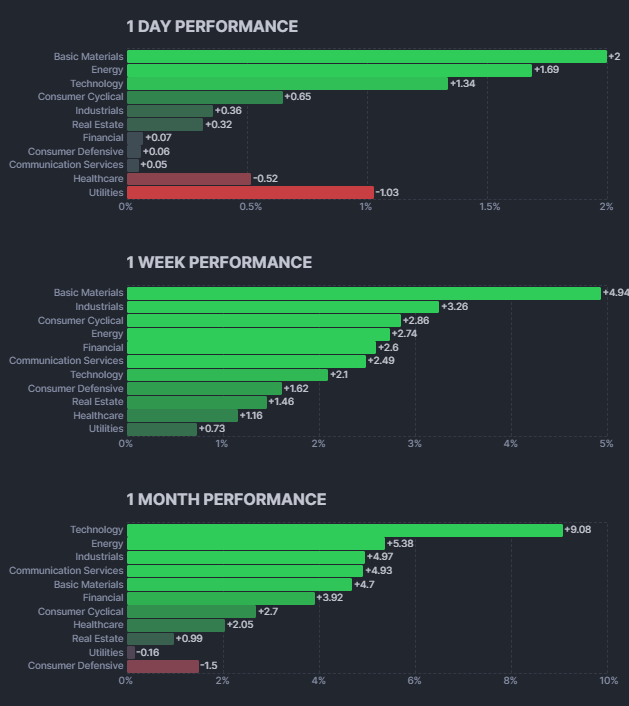 1 DAY PERFORMANCE
Basic Materials +2
Energy +1.69
Technology +1.34
Consumer Cyclical +0.65
Industrials +0.36
Real Estate +0.32
Financial +0.07
Consumer Defensive +0.06
Communication Services +0.05
Healthcare -0.52
Utilities -1.03
0% 0.5% 1% 1.5% 2%
1 WEEK PERFORMANCE
Basic Materials +4.94
Industrials +3.26
Consumer Cyclical +2.86
Energy +2.74
Financial +2.6
Communication Services +2.49
Technology +2.1
Consumer Defensive +1.62
Real Estate +1.46
Healthcare +1.16
Utilities +0.73
0% 1% 2% 3% 4% 5%
1 MONTH PERFORMANCE
Technology +9.08
Energy +5.38
Industrials +4.97
Communication Services +4.93
Basic Materials +4.7
Financial +3.92
Consumer Cyclical +2.7
Healthcare +2.05
Real Estate +0.99
Utilities -0.16
Consumer Defensive -1.5
0% 2% 4% 6% 8% 10%